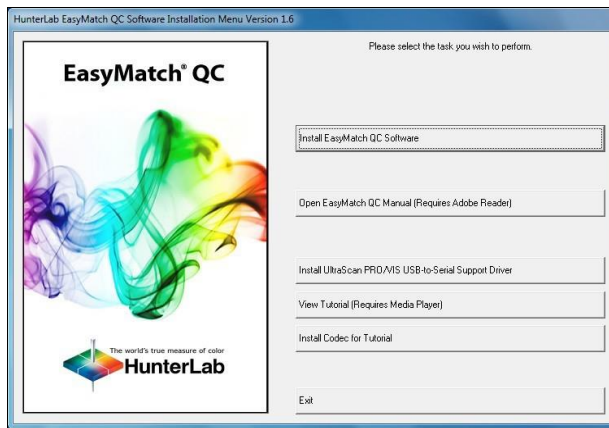 HunterLab EasyMatch QC Software Installation Menu Version 1.6
Please select the task you wish to perform.
EasyMatch® QC
Install EasyMatch QC Software
Open EasyMatch QC Manual (Requires Adobe Reader)
Install UltraScan PRO/VIS USB-to-Serial Support Driver
View Tutorial (Requires Media Player)
Install Codec for Tutorial
The world's true measure of color
HunterLab
Exit